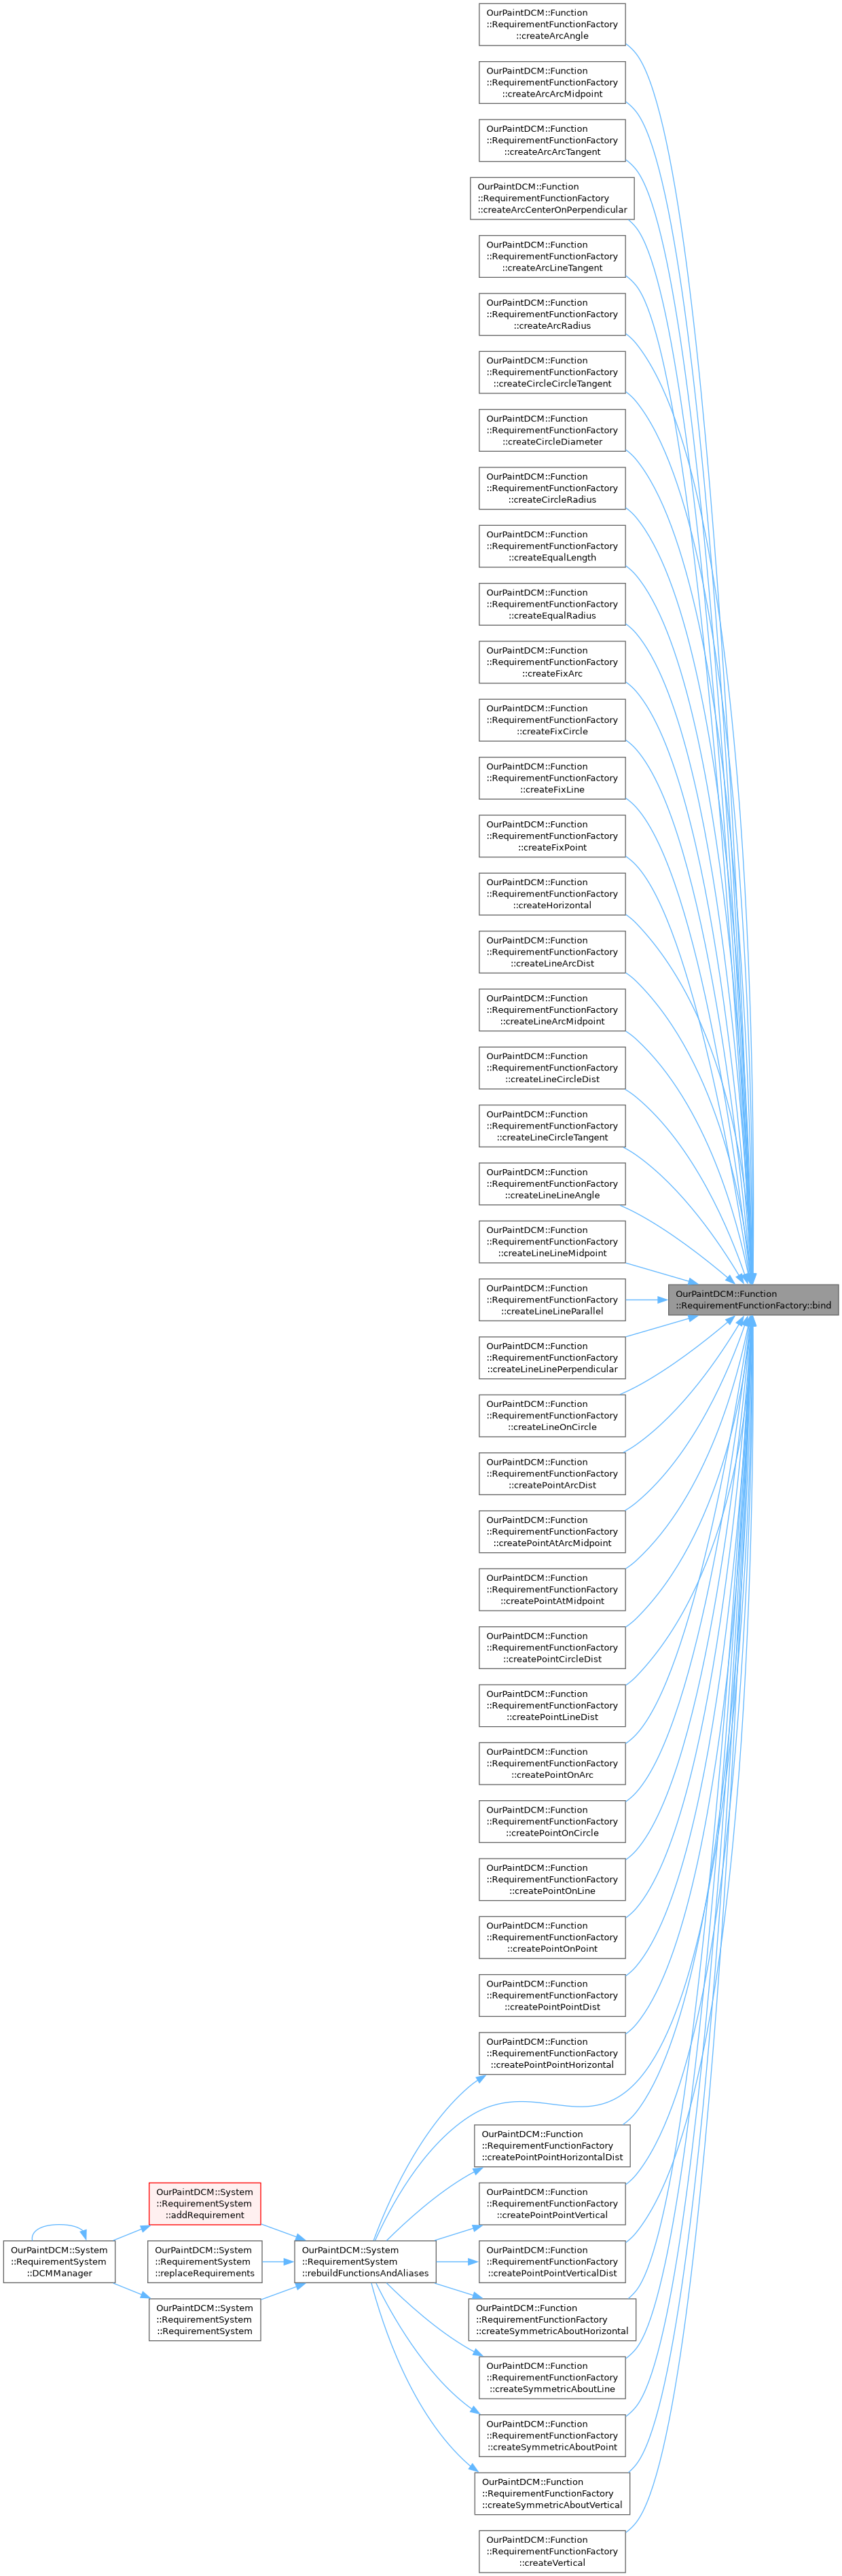 OurPaintDCM::Function
::RequirementFunctionFactory
::createArcAngle
OurPaintDCM::Function
::RequirementFunctionFactory
::createArcArcMidpoint
OurPaintDCM::Function
::RequirementFunctionFactory
::createArcArcTangent
OurPaintDCM::Function
::RequirementFunctionFactory
::createArcCenterOnPerpendicular
OurPaintDCM::Function
::RequirementFunctionFactory
::createArcLineTangent
OurPaintDCM::Function
::RequirementFunctionFactory
::createArcRadius
OurPaintDCM::Function
::RequirementFunctionFactory
::createCircleCircleTangent
OurPaintDCM::Function
::RequirementFunctionFactory
::createCircleDiameter
OurPaintDCM::Function
::RequirementFunctionFactory
::createCircleRadius
OurPaintDCM::Function
::RequirementFunctionFactory
::createEqualLength
OurPaintDCM::Function
::RequirementFunctionFactory
::createEqualRadius
OurPaintDCM::Function
::RequirementFunctionFactory
::createFixArc
OurPaintDCM::Function
::RequirementFunctionFactory
::createFixCircle
OurPaintDCM::Function
::RequirementFunctionFactory
::createFixLine
OurPaintDCM::Function
::RequirementFunctionFactory
::createFixPoint
OurPaintDCM::Function
::RequirementFunctionFactory
::createHorizontal
OurPaintDCM::Function
::RequirementFunctionFactory
::createLineArcDist
OurPaintDCM::Function
::RequirementFunctionFactory
::createLineArcMidpoint
OurPaintDCM::Function
::RequirementFunctionFactory
::createLineCircleDist
OurPaintDCM::Function
::RequirementFunctionFactory
::createLineCircleTangent
OurPaintDCM::Function
::RequirementFunctionFactory
::createLineLineAngle
OurPaintDCM::Function
::RequirementFunctionFactory
::createLineLineMidpoint
OurPaintDCM::Function
::RequirementFunctionFactory
::createLineLineParallel
OurPaintDCM::Function
::RequirementFunctionFactory::bind
OurPaintDCM::Function
::RequirementFunctionFactory
::createLineLinePerpendicular
OurPaintDCM::Function
::RequirementFunctionFactory
::createLineOnCircle
OurPaintDCM::Function
::RequirementFunctionFactory
::createPointArcDist
OurPaintDCM::Function
::RequirementFunctionFactory
::createPointAtArcMidpoint
OurPaintDCM::Function
::RequirementFunctionFactory
::createPointAtMidpoint
OurPaintDCM::Function
::RequirementFunctionFactory
::createPointCircleDist
OurPaintDCM::Function
::RequirementFunctionFactory
::createPointLineDist
OurPaintDCM::Function
::RequirementFunctionFactory
::createPointOnArc
OurPaintDCM::Function
::RequirementFunctionFactory
::createPointOnCircle
OurPaintDCM::Function
::RequirementFunctionFactory
::createPointOnLine
OurPaintDCM::Function
::RequirementFunctionFactory
::createPointOnPoint
OurPaintDCM::Function
::RequirementFunctionFactory
::createPointPointDist
OurPaintDCM::Function
::RequirementFunctionFactory
::createPointPointHorizontal
OurPaintDCM::Function
::RequirementFunctionFactory
::createPointPointHorizontalDist
OurPaintDCM::System
::RequirementSystem
::addRequirement
OurPaintDCM::Function
::RequirementFunctionFactory
::createPointPointVertical
OurPaintDCM::System
::RequirementSystem
::DCMManager
OurPaintDCM::System
::RequirementSystem
::replaceRequirements
OurPaintDCM::System
::RequirementSystem
::rebuildFunctionsAndAliases
OurPaintDCM::Function
::RequirementFunctionFactory
::createPointPointVerticalDist
OurPaintDCM::System
::RequirementSystem
::RequirementSystem
OurPaintDCM::Function
::RequirementFunctionFactory
::createSymmetricAboutHorizontal
OurPaintDCM::Function
::RequirementFunctionFactory
::createSymmetricAboutLine
OurPaintDCM::Function
::RequirementFunctionFactory
::createSymmetricAboutPoint
OurPaintDCM::Function
::RequirementFunctionFactory
::createSymmetricAboutVertical
OurPaintDCM::Function
::RequirementFunctionFactory
::createVertical